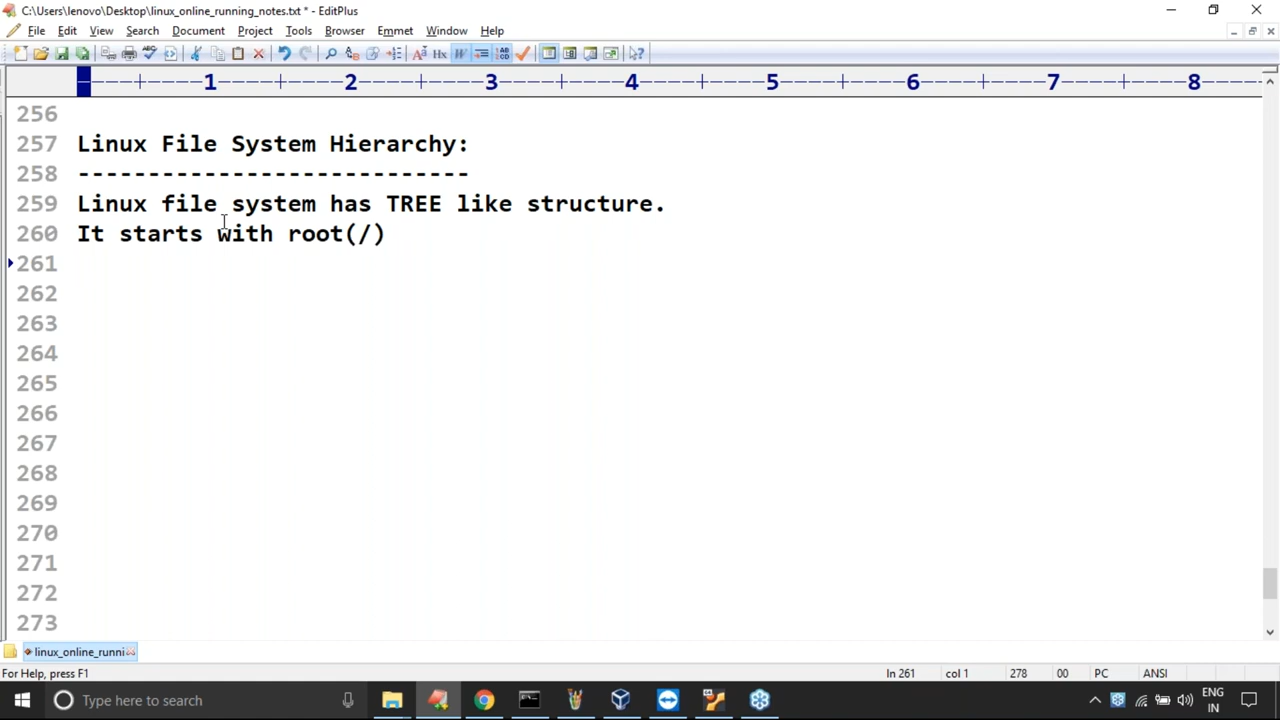 C:\Users\lenovo\Desktop\linux_online_running_notes.txt * - EditPlus
File Edit View Search Document Project Tools Browser Emmet Window Help
1 2 3 4 5 6 7 8
256
257 Linux File System Hierarchy:
258 ----------------------------
259 Linux file system has TREE like structure.
260 It starts with root(/)
261
262
263
264
265
266
267
268
269
270
271
272
273
linux_online_runni
For Help, press F1 ln 261 col 1 278 00 PC ANSI
Type here to search ENG
IN